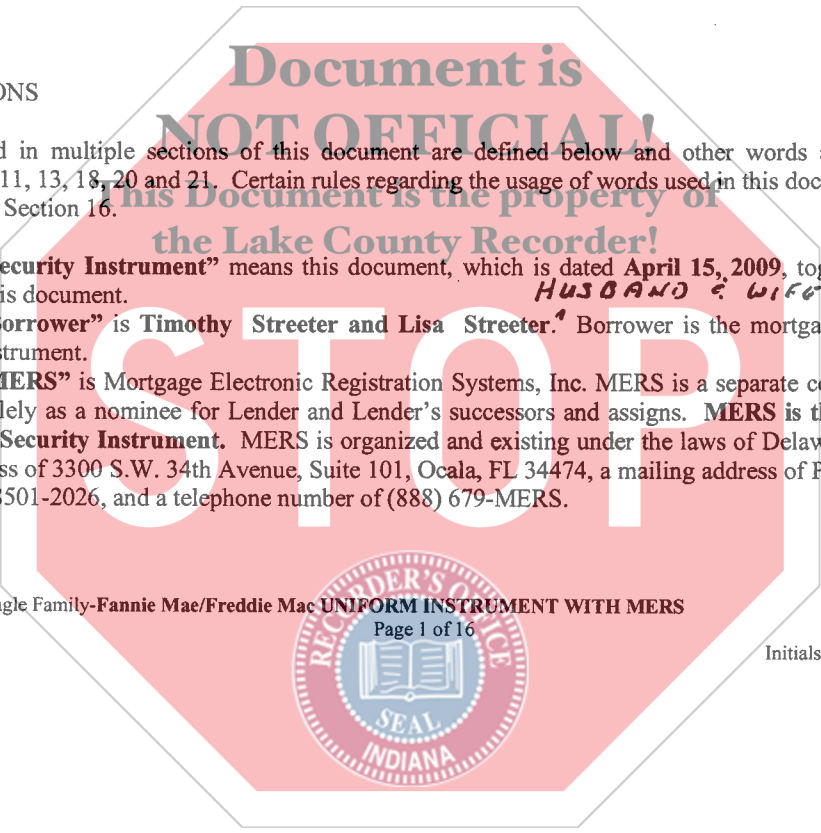 Document is
ONS
NOT OFFICIAL!
d in multiple sections of this document are defined below and other words
11, 13, 18, 20 and 21. Certain rules regarding the usage of words used in this doc
This Document is the property of
Section 16.
the Lake County Recorder!
ecurity Instrument” means this document, which is dated April 15, 2009, tog
is document.
HUSBAND & WIFE
orrower” is Timothy Streeter and Lisa Streeter. Borrower is the mortga
strument.
MERS” is Mortgage Electronic Registration Systems, Inc. MERS is a separate co
lely as a nominee for Lender and Lender’s successors and assigns. MERS is th
Security Instrument. MERS is organized and existing under the laws of Delaw
ss of 3300 S.W. 34th Avenue, Suite 101, Ocala, FL 34474, a mailing address of P
8501-2026, and a telephone number of (888) 679-MERS.
STOP
ngle Family-Fannie Mae/Freddie Mac UNIFORM INSTRUMENT WITH MERS
Page 1 of 16
Initials
RECORDER'S OFFICE
SEAL
INDIANA